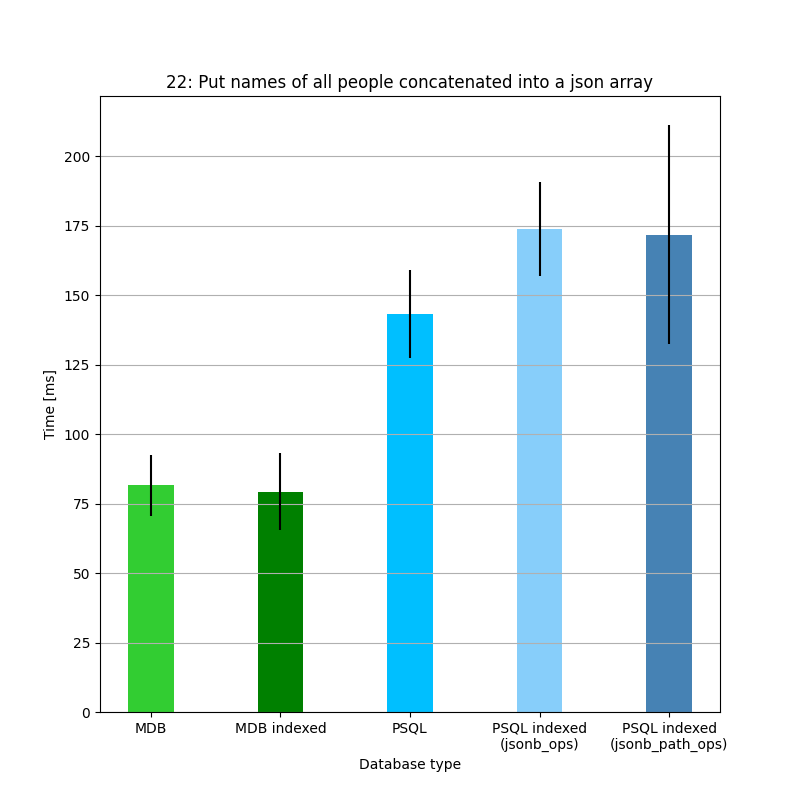 22: Put names of all people concatenated into a json array
200
175
150
125
100
75
50
25
0
Time [ms]
MDB
MDB indexed
PSQL
PSQL indexed
(jsonb_ops)
PSQL indexed
(jsonb_path_ops)
Database type